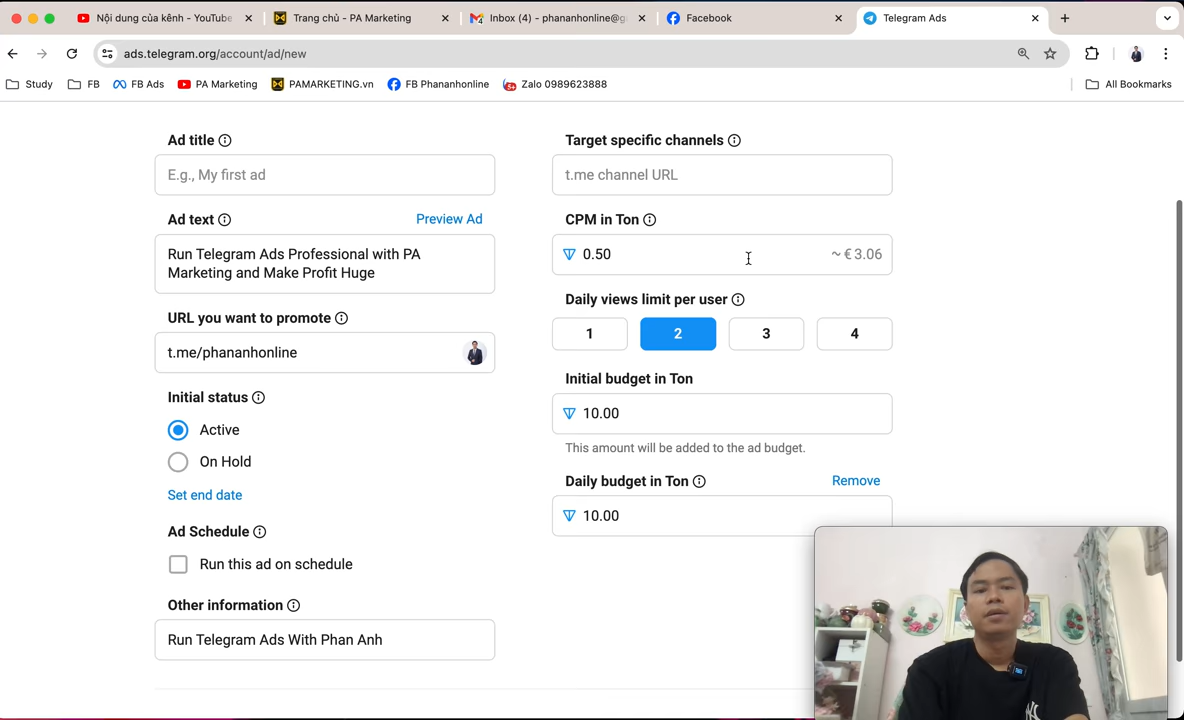 Nội dung của kênh - YouTube
Trang chủ - PA Marketing
Inbox (4) - phananhonline@g
Facebook
Telegram Ads
ads.telegram.org/account/ad/new
Study
FB
FB Ads
PA Marketing
PAMARKETING.vn
FB Phananhonline
Zalo 0989623888
All Bookmarks
Ad title
E.g., My first ad
Ad text
Preview Ad
Run Telegram Ads Professional with PA
Marketing and Make Profit Huge
URL you want to promote
t.me/phananhonline
Initial status
Active
On Hold
Set end date
Ad Schedule
Run this ad on schedule
Other information
Run Telegram Ads With Phan Anh
Target specific channels
t.me channel URL
CPM in Ton
0.50
~ € 3.06
Daily views limit per user
1
2
3
4
Initial budget in Ton
10.00
This amount will be added to the ad budget.
Daily budget in Ton
Remove
10.00